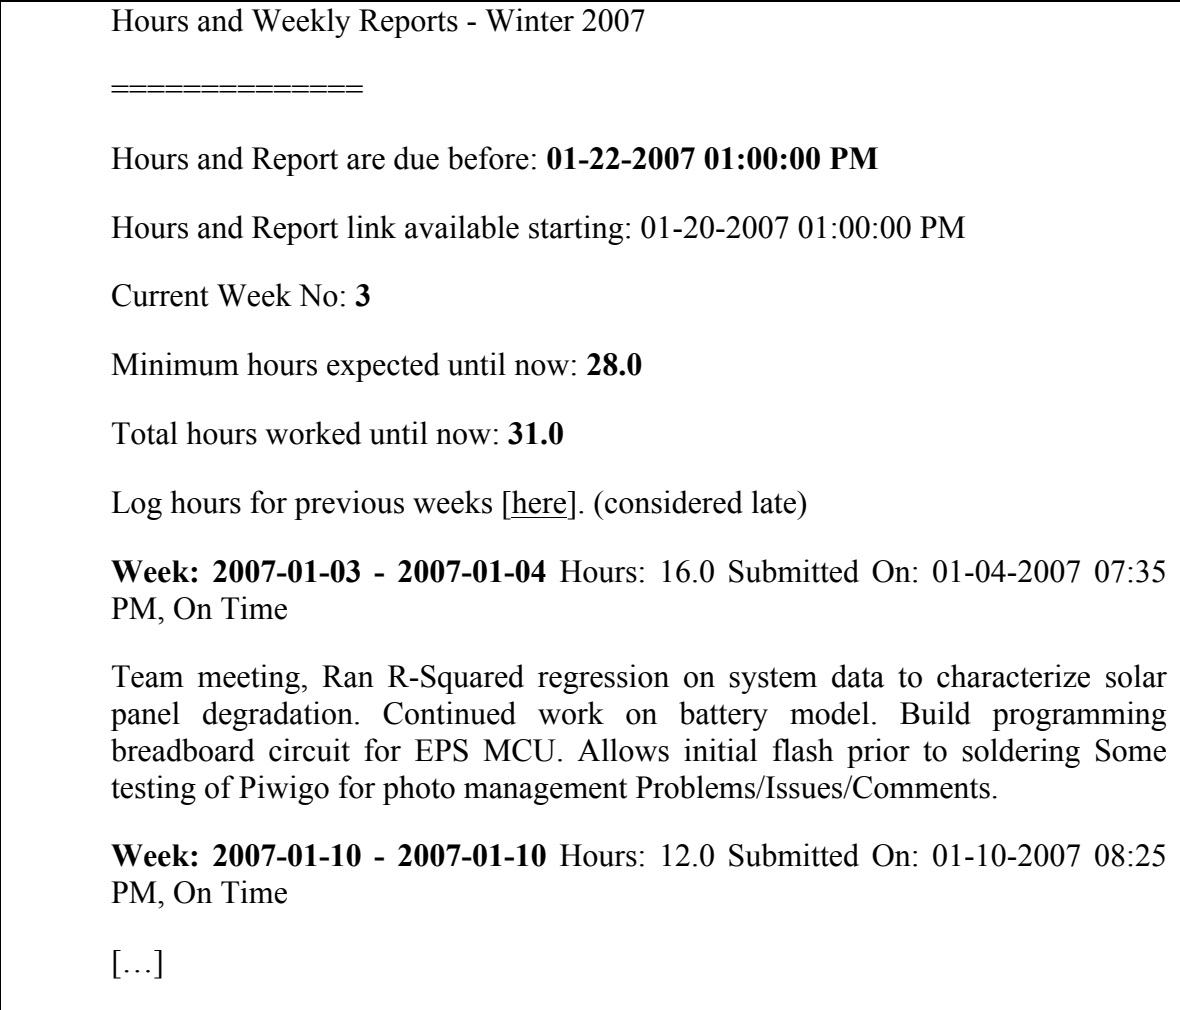 Hours and Weekly Reports - Winter 2007
==============
Hours and Report are due before: 01-22-2007 01:00:00 PM
Hours and Report link available starting: 01-20-2007 01:00:00 PM
Current Week No: 3
Minimum hours expected until now: 28.0
Total hours worked until now: 31.0
Log hours for previous weeks [here]. (considered late)
Week: 2007-01-03 - 2007-01-04 Hours: 16.0 Submitted On: 01-04-2007 07:35
PM, On Time
Team meeting, Ran R-Squared regression on system data to characterize solar
panel degradation. Continued work on battery model. Build programming
breadboard circuit for EPS MCU. Allows initial flash prior to soldering Some
testing of Piwigo for photo management Problems/Issues/Comments.
Week: 2007-01-10 - 2007-01-10 Hours: 12.0 Submitted On: 01-10-2007 08:25
PM, On Time
[…]